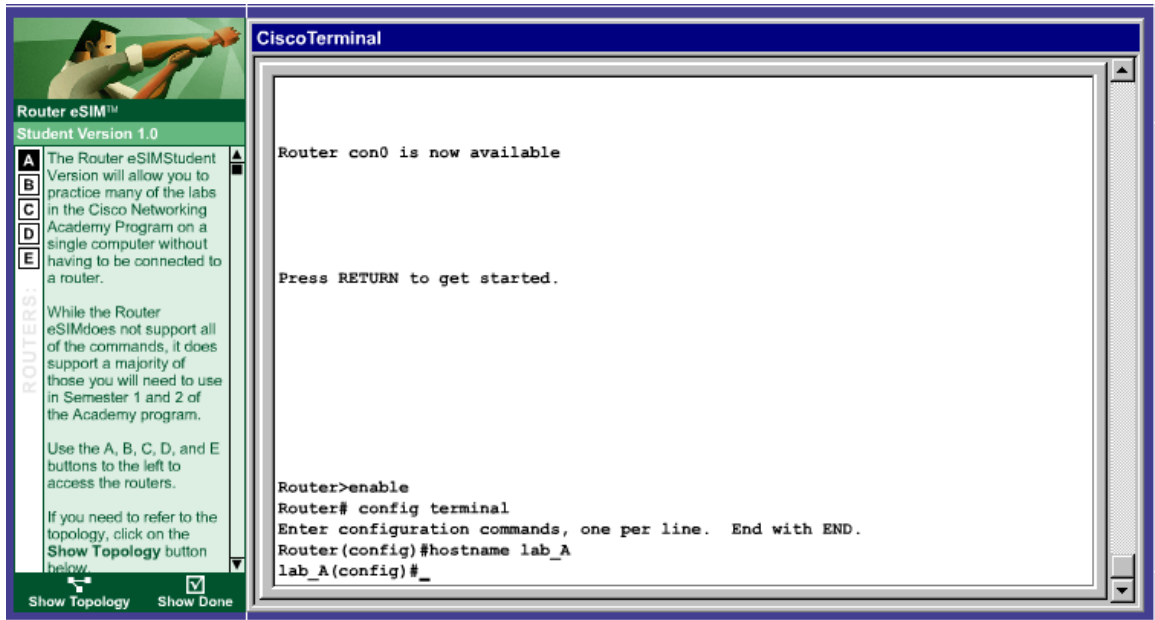 Router eSIM™
Student Version 1.0
A
B
C
D
E
ROUTERS:
The Router eSIMStudent
Version will allow you to
practice many of the labs
in the Cisco Networking
Academy Program on a
single computer without
having to be connected to
a router.
While the Router
eSIMdoes not support all
of the commands, it does
support a majority of
those you will need to use
in Semester 1 and 2 of
the Academy program.
Use the A, B, C, D, and E
buttons to the left to
access the routers.
If you need to refer to the
topology, click on the
Show Topology button
below.
Show Topology
Show Done
CiscoTerminal
Router con0 is now available
Press RETURN to get started.
Router>enable
Router# config terminal
Enter configuration commands, one per line.  End with END.
Router(config)#hostname lab_A
lab_A(config)#_